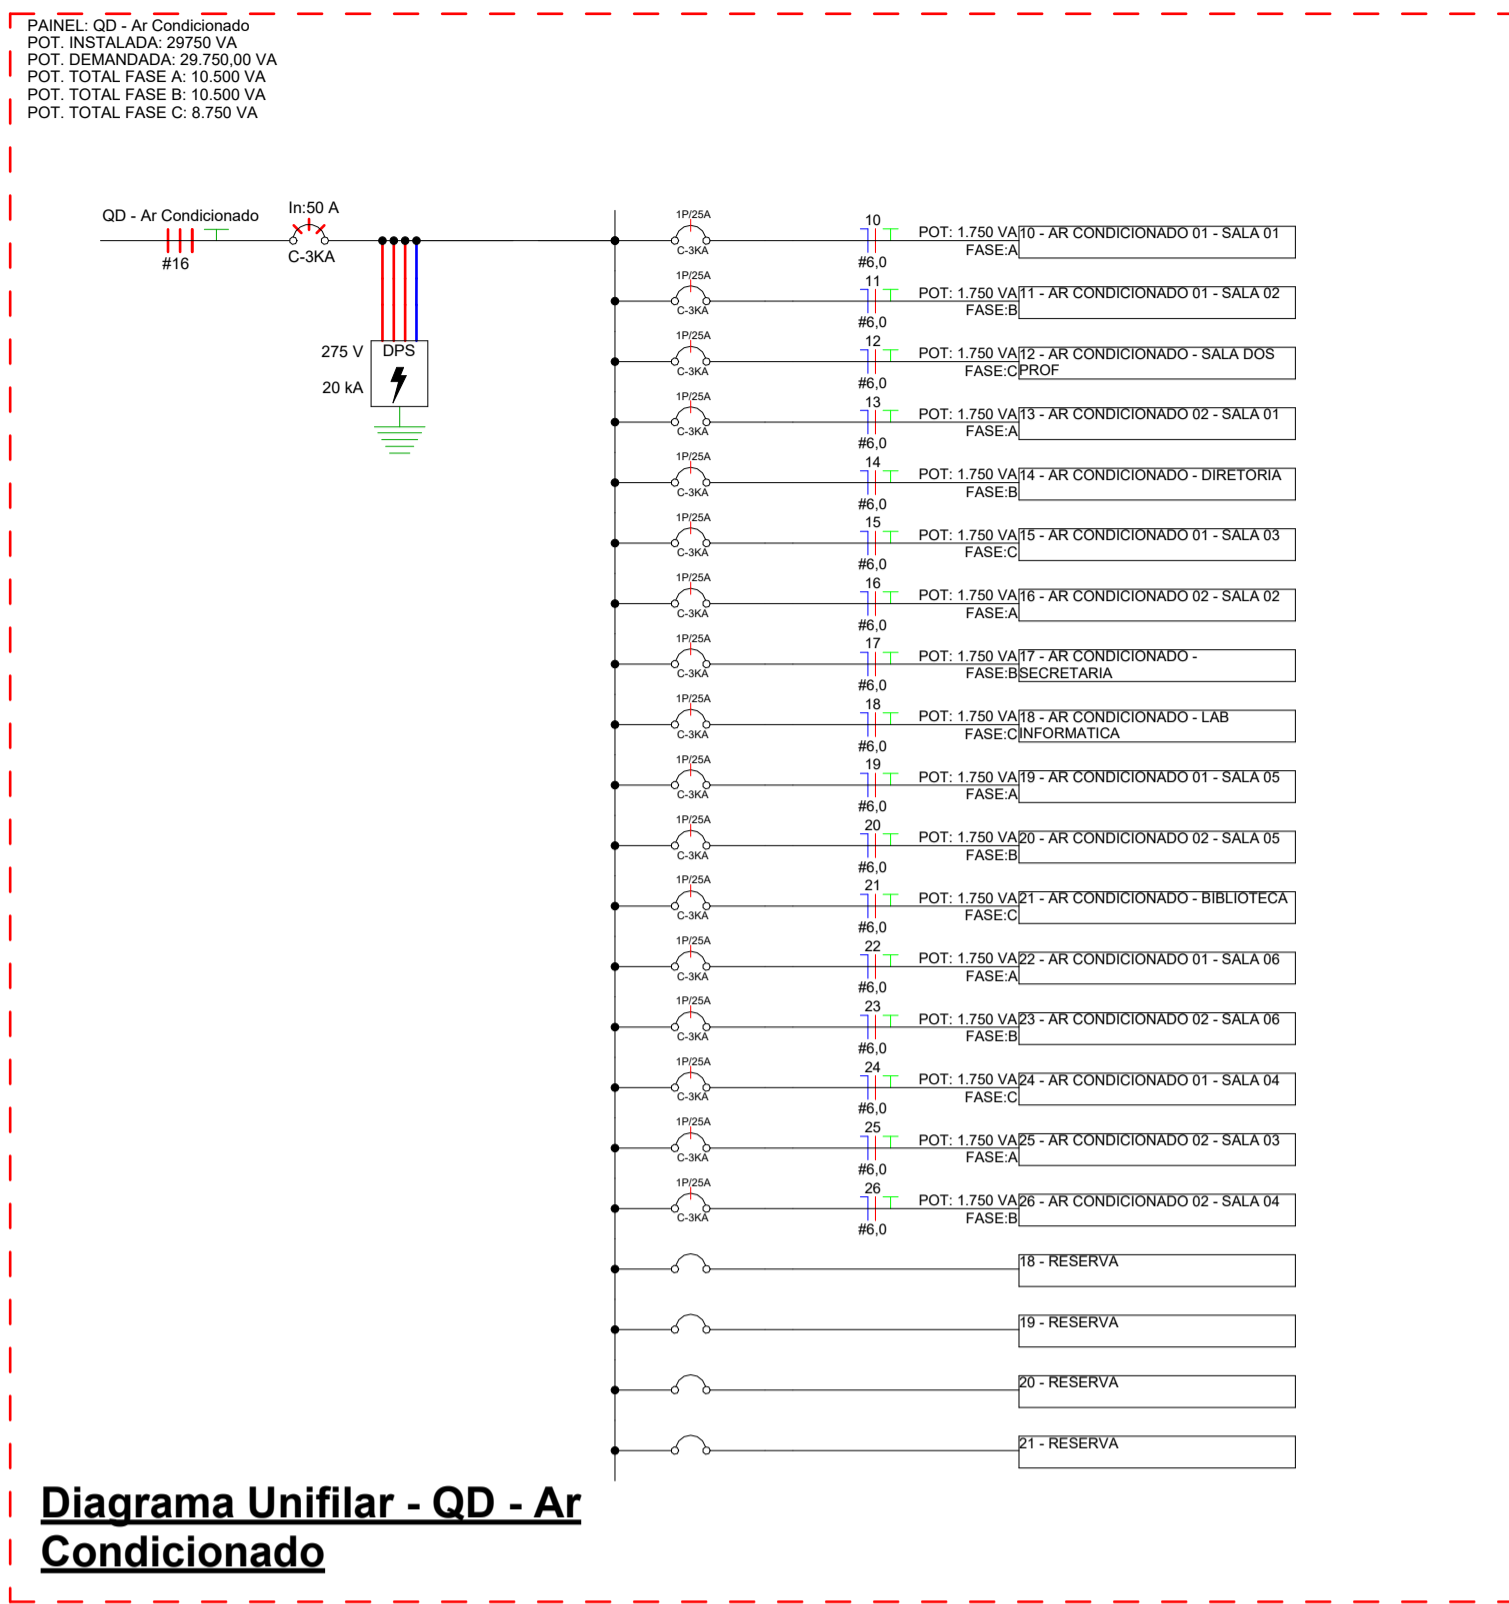 PAINEL: QD - Ar Condicionado
POT. INSTALADA: 29750 VA
POT. DEMANDADA: 29.750,00 VA
POT. TOTAL FASE A: 10.500 VA
POT. TOTAL FASE B: 10.500 VA
POT. TOTAL FASE C: 8.750 VA
QD - Ar Condicionado
#16
In:50 A
C-3KA
275 V
20 kA
DPS
1P/25A
C-3KA
10
#6,0
POT: 1.750 VA
FASE:A
10 - AR CONDICIONADO 01 - SALA 01
1P/25A
C-3KA
11
#6,0
POT: 1.750 VA
FASE:B
11 - AR CONDICIONADO 01 - SALA 02
1P/25A
C-3KA
12
#6,0
POT: 1.750 VA
FASE:C
12 - AR CONDICIONADO - SALA DOS
PROF
1P/25A
C-3KA
13
#6,0
POT: 1.750 VA
FASE:A
13 - AR CONDICIONADO 02 - SALA 01
1P/25A
C-3KA
14
#6,0
POT: 1.750 VA
FASE:B
14 - AR CONDICIONADO - DIRETORIA
1P/25A
C-3KA
15
#6,0
POT: 1.750 VA
FASE:C
15 - AR CONDICIONADO 01 - SALA 03
1P/25A
C-3KA
16
#6,0
POT: 1.750 VA
FASE:A
16 - AR CONDICIONADO 02 - SALA 02
1P/25A
C-3KA
17
#6,0
POT: 1.750 VA
FASE:B
17 - AR CONDICIONADO -
SECRETARIA
1P/25A
C-3KA
18
#6,0
POT: 1.750 VA
FASE:C
18 - AR CONDICIONADO - LAB
INFORMATICA
1P/25A
C-3KA
19
#6,0
POT: 1.750 VA
FASE:A
19 - AR CONDICIONADO 01 - SALA 05
1P/25A
C-3KA
20
#6,0
POT: 1.750 VA
FASE:B
20 - AR CONDICIONADO 02 - SALA 05
1P/25A
C-3KA
21
#6,0
POT: 1.750 VA
FASE:C
21 - AR CONDICIONADO - BIBLIOTECA
1P/25A
C-3KA
22
#6,0
POT: 1.750 VA
FASE:A
22 - AR CONDICIONADO 01 - SALA 06
1P/25A
C-3KA
23
#6,0
POT: 1.750 VA
FASE:B
23 - AR CONDICIONADO 02 - SALA 06
1P/25A
C-3KA
24
#6,0
POT: 1.750 VA
FASE:C
24 - AR CONDICIONADO 01 - SALA 04
1P/25A
C-3KA
25
#6,0
POT: 1.750 VA
FASE:A
25 - AR CONDICIONADO 02 - SALA 03
1P/25A
C-3KA
26
#6,0
POT: 1.750 VA
FASE:B
26 - AR CONDICIONADO 02 - SALA 04
18 - RESERVA
19 - RESERVA
20 - RESERVA
21 - RESERVA
Diagrama Unifilar - QD - Ar
Condicionado